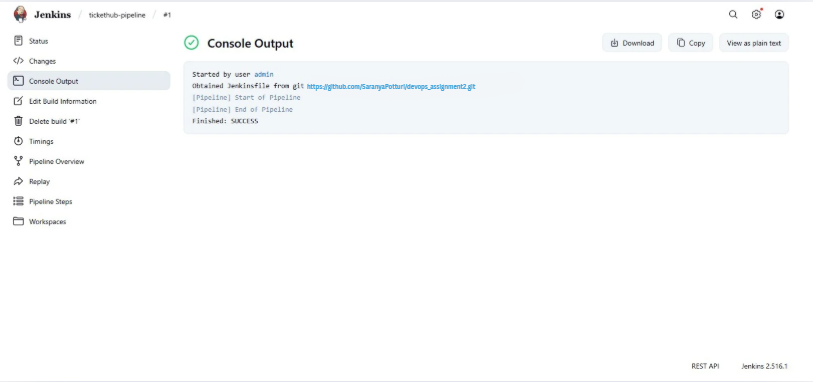 Jenkins / tickethub-pipeline / #1
Status
Changes
Console Output
Edit Build Information
Delete build '#1'
Timings
Pipeline Overview
Replay
Pipeline Steps
Workspaces
Console Output
Download
Copy
View as plain text
Started by user admin
Obtained Jenkinsfile from git https://github.com/SaranyaPotturi/devops_assignment2.git
[Pipeline] Start of Pipeline
[Pipeline] End of Pipeline
Finished: SUCCESS
REST API
Jenkins 2.516.1